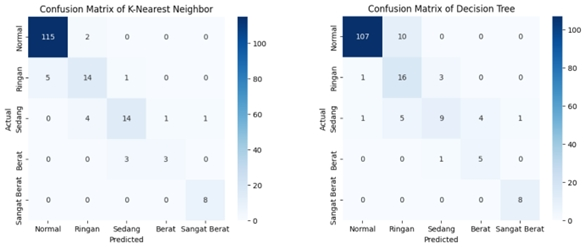 Confusion Matrix of K-Nearest Neighbor
Actual
Normal 115 2 0 0 0
Ringan 5 14 1 0 0
Sedang 0 4 14 1 1
Berat 0 0 3 3 0
Sangat Berat 0 0 0 0 8
Normal Ringan Sedang Berat Sangat Berat
Predicted
100
80
60
40
20
0
Confusion Matrix of Decision Tree
Actual
Normal 107 10 0 0 0
Ringan 1 16 3 0 0
Sedang 1 5 9 4 1
Berat 0 0 1 5 0
Sangat Berat 0 0 0 0 8
Normal Ringan Sedang Berat Sangat Berat
Predicted
100
80
60
40
20
0